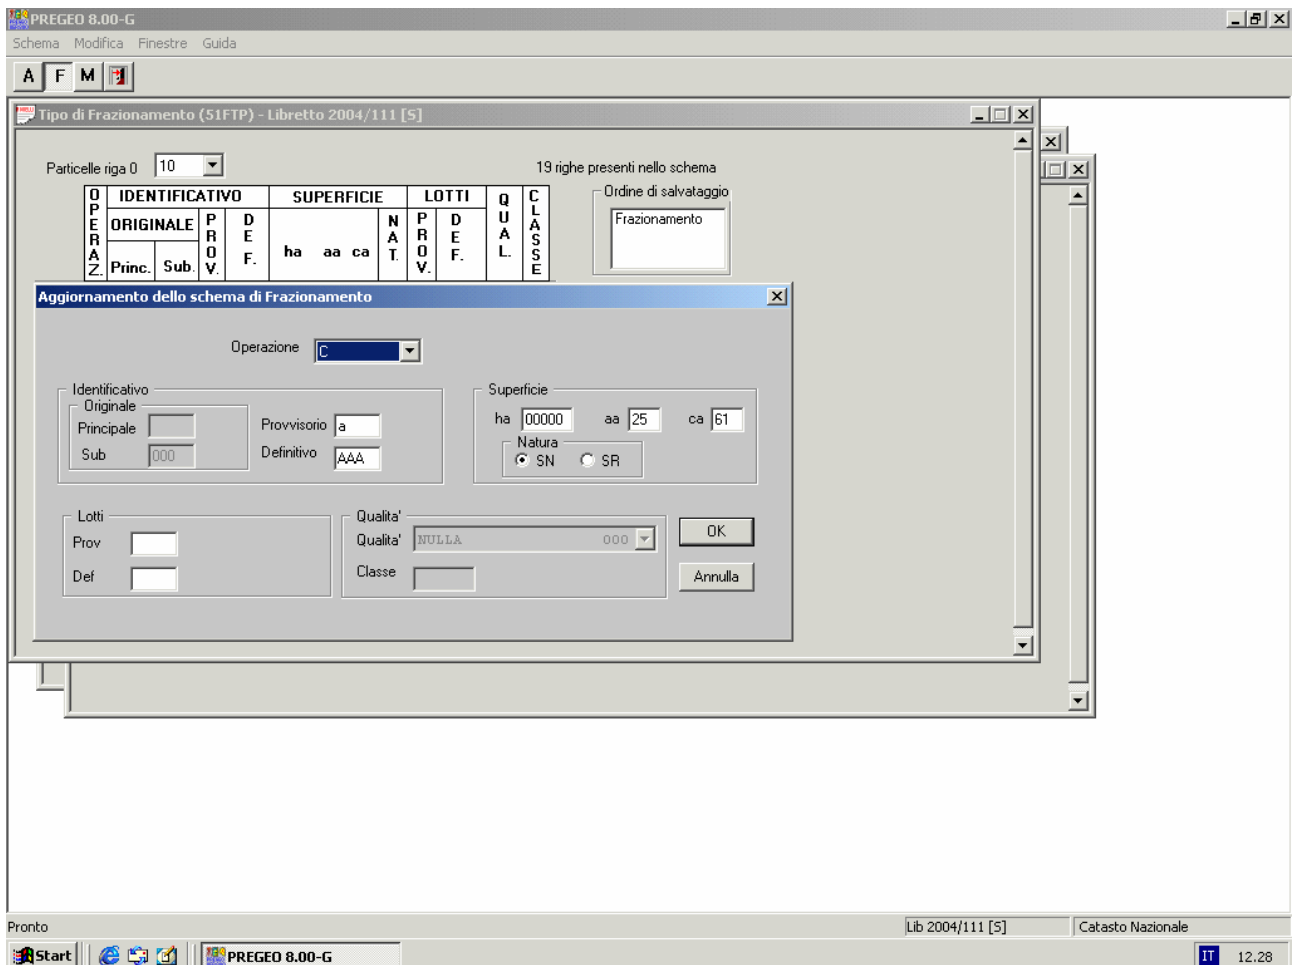 PREGEO 8.00-G
Schema Modifica Finestre Guida
A F M
Tipo di Frazionamento (51FTP) - Libretto 2004/111 [S]
Particelle riga 0 10 19 righe presenti nello schema
OPERAZ. IDENTIFICATIVO SUPERFICIE LOTTI QUAL. CLASSE
ORIGINALE PROV. DEF. ha aa ca NAT. PROV. DEF.
Princ. Sub.
Ordine di salvataggio
Frazionamento
Aggiornamento dello schema di Frazionamento
Operazione C
Identificativo
Originale
Principale
Sub 000
Provvisorio a
Definitivo AAA
Superficie
ha 00000 aa 25 ca 61
Natura
SN SR
Lotti
Prov
Def
Qualita'
Qualita' NULLA 000
Classe
OK
Annulla
Pronto Lib 2004/111 [S] Catasto Nazionale
Start PREGEO 8.00-G IT 12.28